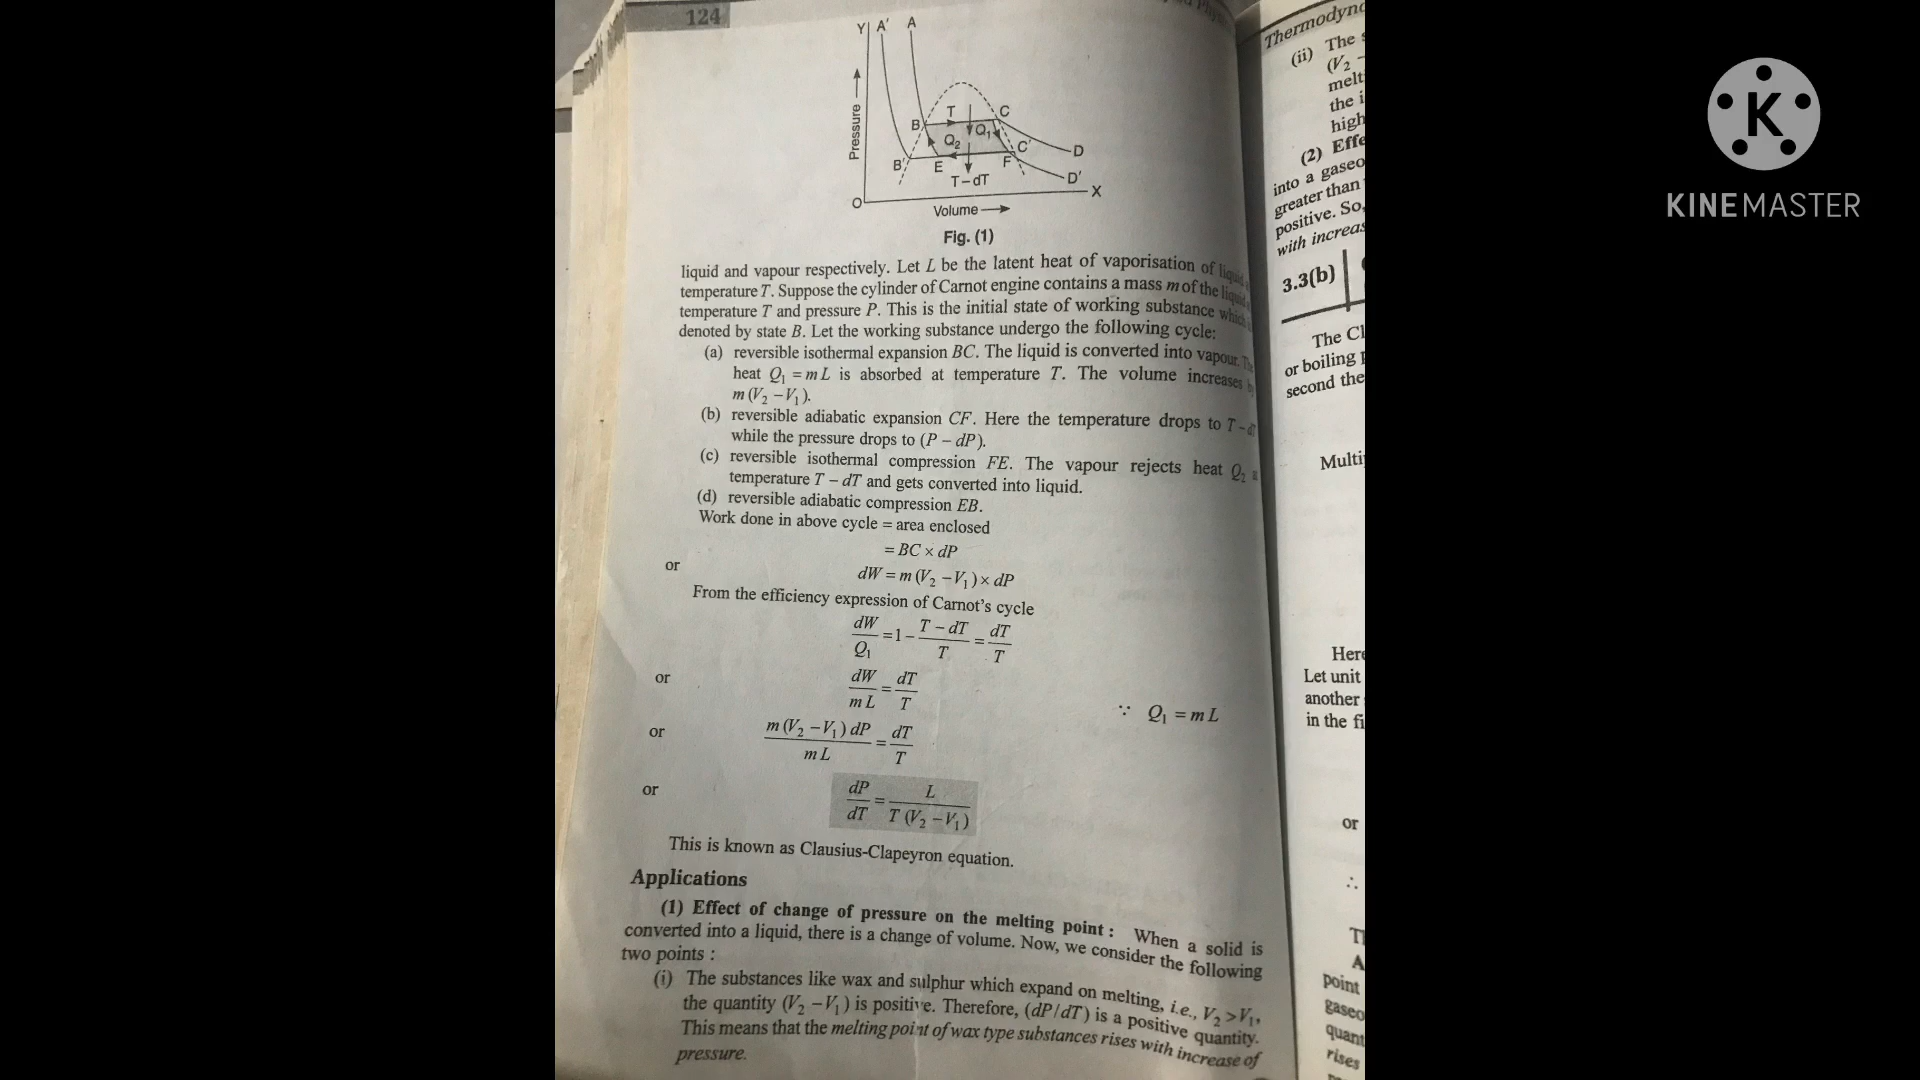 124
Y A' A
Pressure
B T C
Q₂ Q₁
B' E F C' D
T – dT D'
O X
Volume
Fig. (1)
liquid and vapour respectively. Let L be the latent heat of vaporisation of liquid
temperature T. Suppose the cylinder of Carnot engine contains a mass m of the liquid
temperature T and pressure P. This is the initial state of working substance which
denoted by state B. Let the working substance undergo the following cycle:
(a) reversible isothermal expansion BC. The liquid is converted into vapour. The
heat Q₁ = m L is absorbed at temperature T. The volume increases
m (V₂ – V₁).
(b) reversible adiabatic expansion CF. Here the temperature drops to T – d
while the pressure drops to (P – dP).
(c) reversible isothermal compression FE. The vapour rejects heat Q₂
temperature T – dT and gets converted into liquid.
(d) reversible adiabatic compression EB.
Work done in above cycle = area enclosed
= BC × dP
or dW = m (V₂ – V₁) × dP
From the efficiency expression of Carnot's cycle
dW/Q₁ = 1 – (T – dT)/T = dT/T
or dW/m L = dT/T ∵ Q₁ = m L
or m (V₂ – V₁) dP/m L = dT/T
or dP/dT = L/T (V₂ – V₁)
This is known as Clausius-Clapeyron equation.
Applications
(1) Effect of change of pressure on the melting point : When a solid is
converted into a liquid, there is a change of volume. Now, we consider the following
two points :
(i) The substances like wax and sulphur which expand on melting, i.e., V₂ > V₁,
the quantity (V₂ – V₁) is positive. Therefore, (dP/dT) is a positive quantity.
This means that the melting point of wax type substances rises with increase of
pressure.
Thermodyn
(ii) The
(V₂ –
melt
the i
high
(2) Effe
into a gaseo
greater than
positive. So,
with increas
3.3(b)
The Cl
or boiling
second the
Multi
Here
Let unit
another
in the fi
or
∴
T
A
point
gaseo
quant
rises
K
KINEMASTER